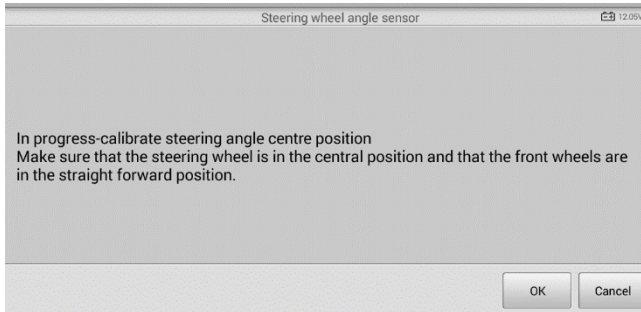 Steering wheel angle sensor
12.05V
In progress-calibrate steering angle centre position
Make sure that the steering wheel is in the central position and that the front wheels are
in the straight forward position.
OK
Cancel